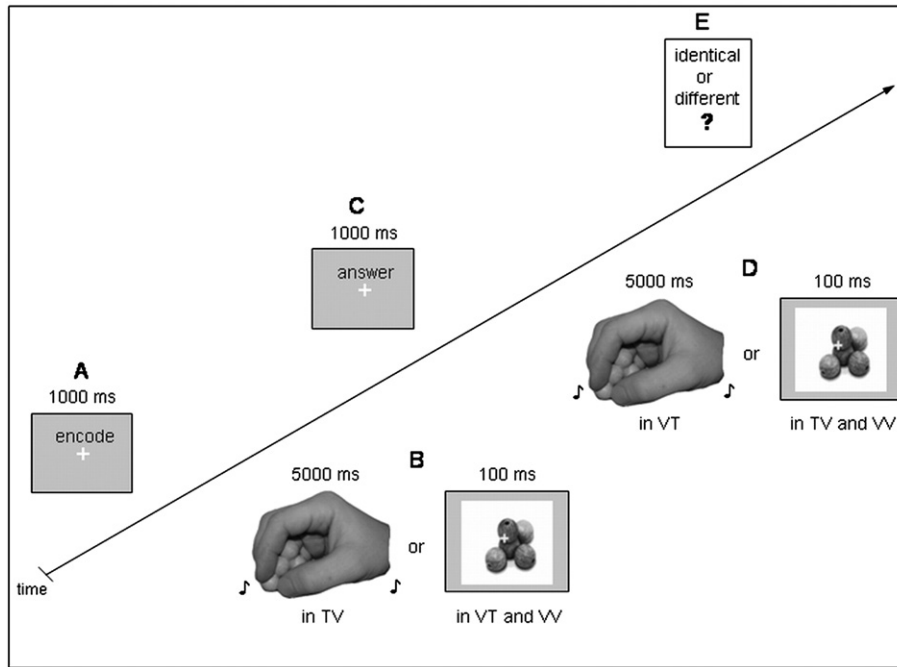 E
identical
or
different
?
C
1000 ms
answer
D
5000 ms
100 ms
or
in VT
in TV and VV
A
1000 ms
encode
B
5000 ms
100 ms
or
in TV
in VT and VV
time